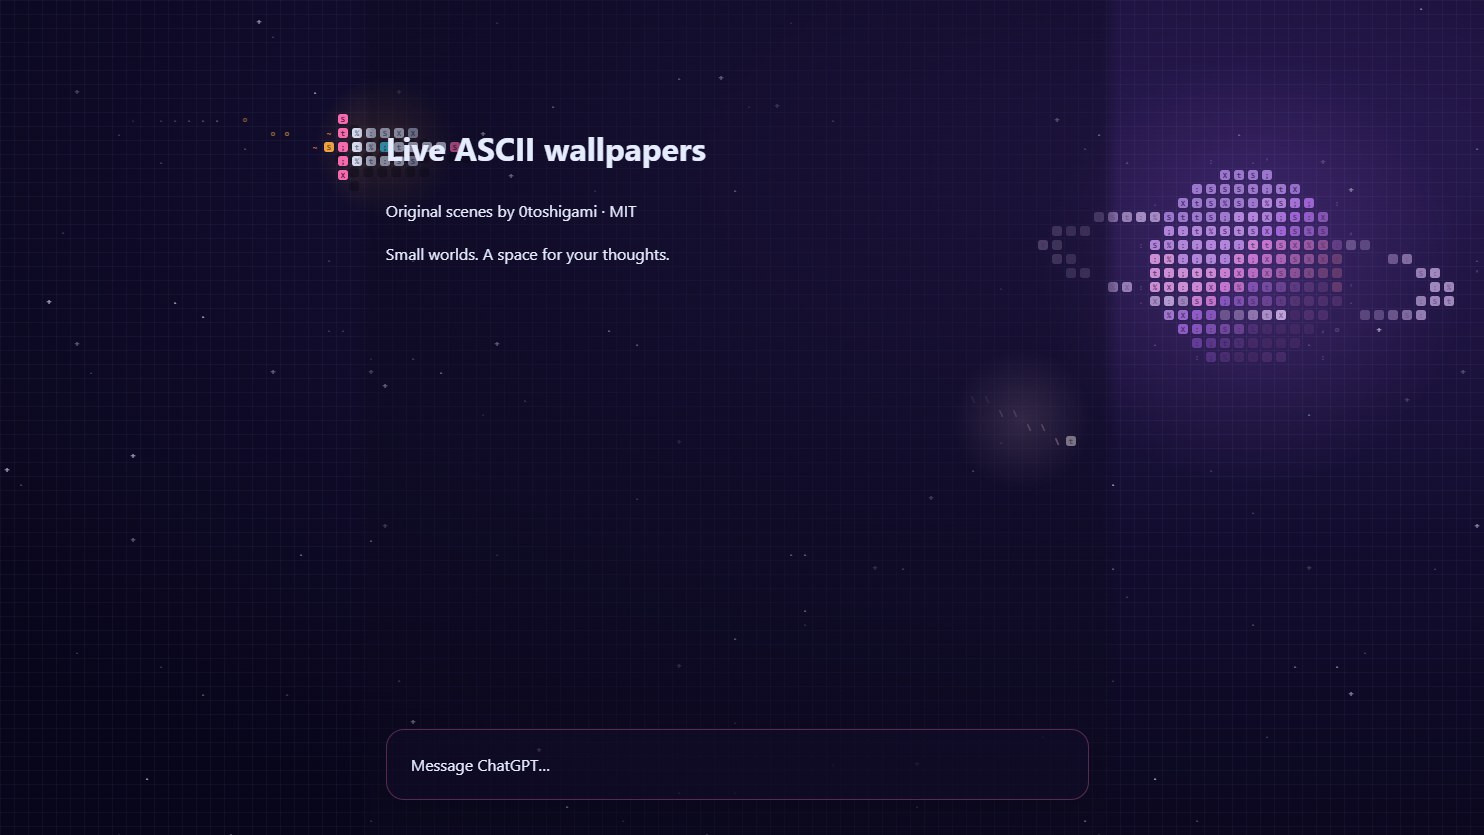 Live ASCII wallpapers
Original scenes by 0toshigami · MIT
Small worlds. A space for your thoughts.
Message ChatGPT...